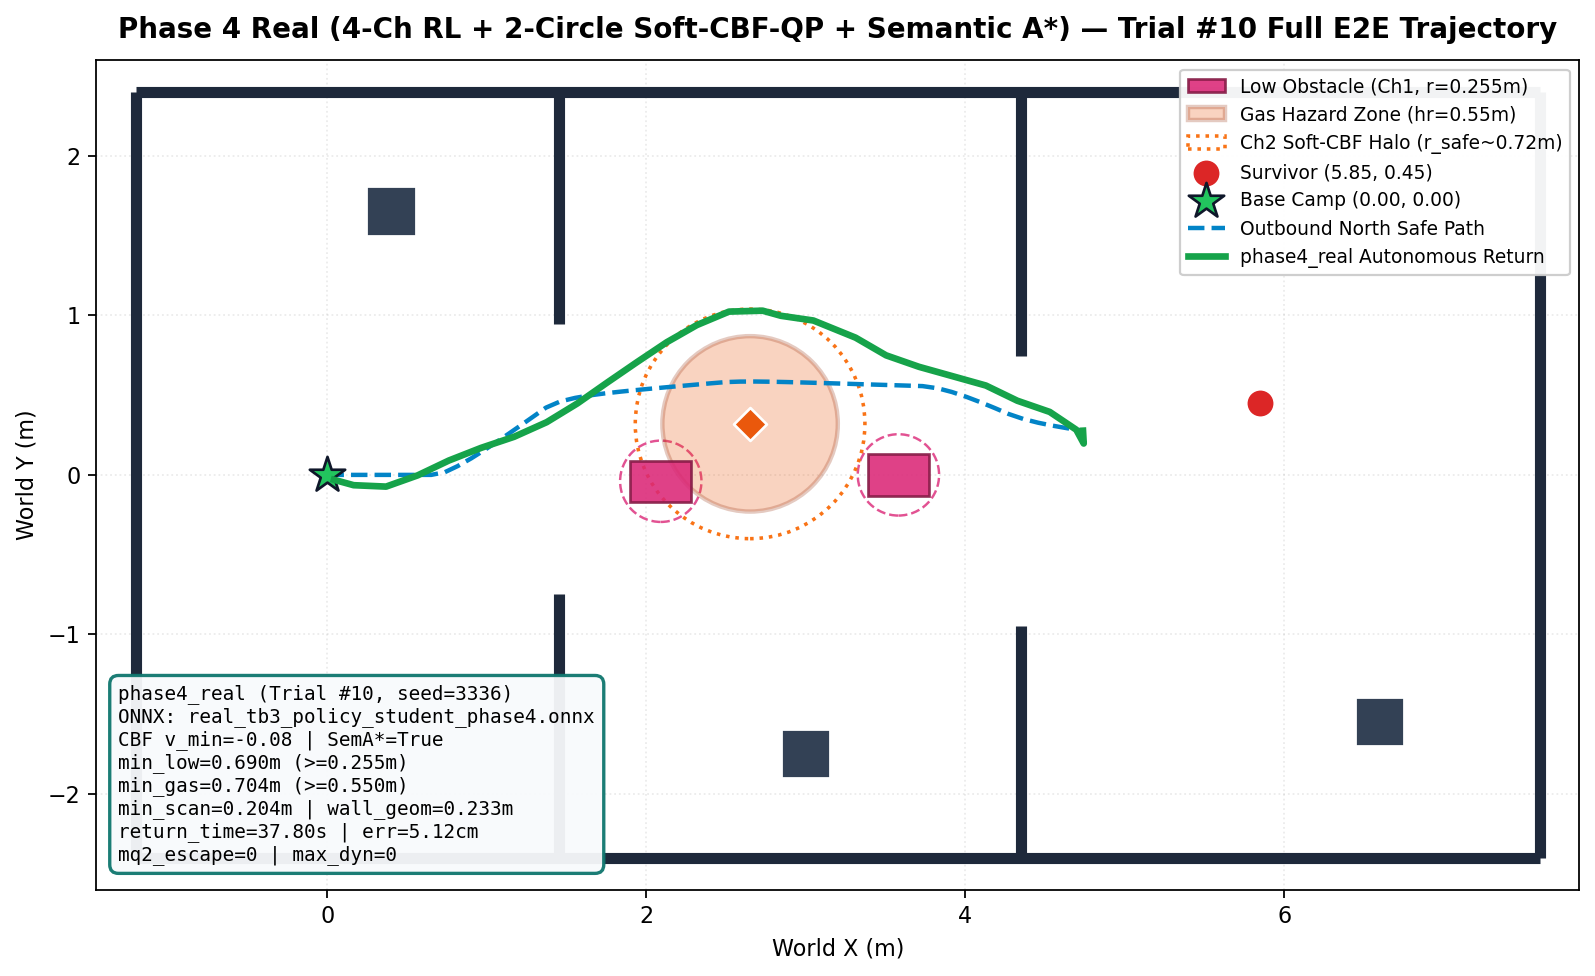 Phase 4 Real (4-Ch RL + 2-Circle Soft-CBF-QP + Semantic A*) — Trial #10 Full E2E Trajectory
Low Obstacle (Ch1, r=0.255m)
Gas Hazard Zone (hr=0.55m)
Ch2 Soft-CBF Halo (r_safe~0.72m)
Survivor (5.85, 0.45)
Base Camp (0.00, 0.00)
Outbound North Safe Path
phase4_real Autonomous Return
World Y (m)
2
1
0
−1
−2
phase4_real (Trial #10, seed=3336)
ONNX: real_tb3_policy_student_phase4.onnx
CBF v_min=-0.08 | SemA*=True
min_low=0.690m (>=0.255m)
min_gas=0.704m (>=0.550m)
min_scan=0.204m | wall_geom=0.233m
return_time=37.80s | err=5.12cm
mq2_escape=0 | max_dyn=0
0 2 4 6
World X (m)